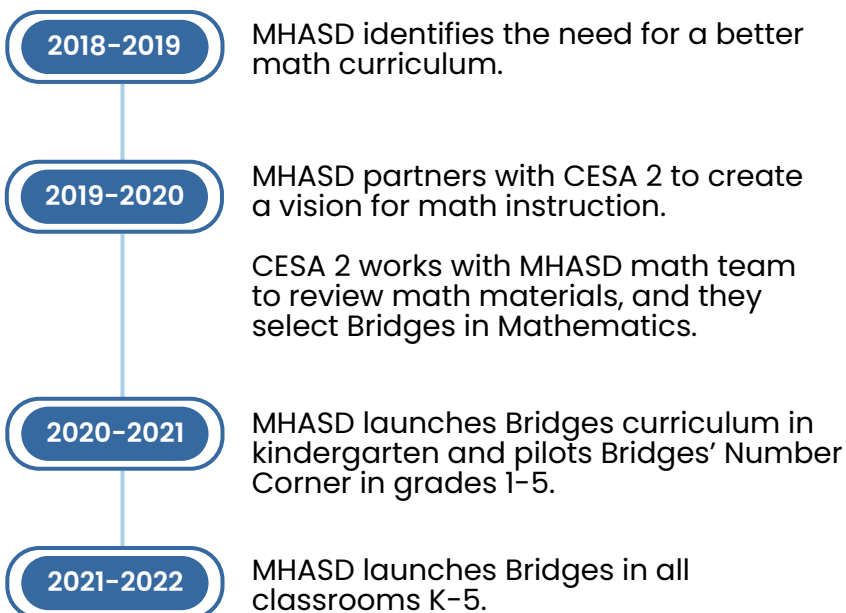 2018-2019
MHASD identifies the need for a better
math curriculum.
2019-2020
MHASD partners with CESA 2 to create
a vision for math instruction.
CESA 2 works with MHASD math team
to review math materials, and they
select Bridges in Mathematics.
2020-2021
MHASD launches Bridges curriculum in
kindergarten and pilots Bridges’ Number
Corner in grades 1-5.
2021-2022
MHASD launches Bridges in all
classrooms K-5.